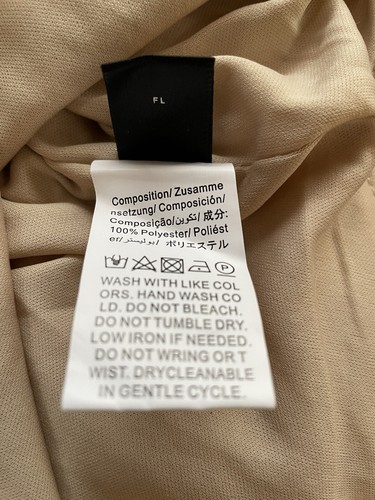 FL
Composition/ Zusamme
nsetzung/ Composición/
Composição/تكوين/成分:
100% Polyester/ Poliést
er/بوليستر/ ポリエステル
P
WASH WITH LIKE COL
ORS. HAND WASH CO
LD. DO NOT BLEACH.
DO NOT TUMBLE DRY.
LOW IRON IF NEEDED.
DO NOT WRING OR T
WIST. DRYCLEANABLE
IN GENTLE CYCLE.